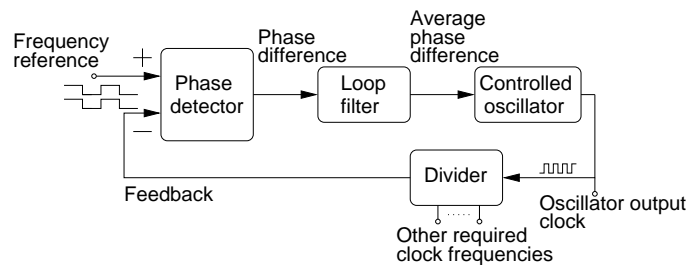 Frequency
reference
+
−
Phase
detector
Phase
difference
Loop
filter
Average
phase
difference
Controlled
oscillator
Divider
Feedback
Oscillator output
clock
Other required
clock frequencies